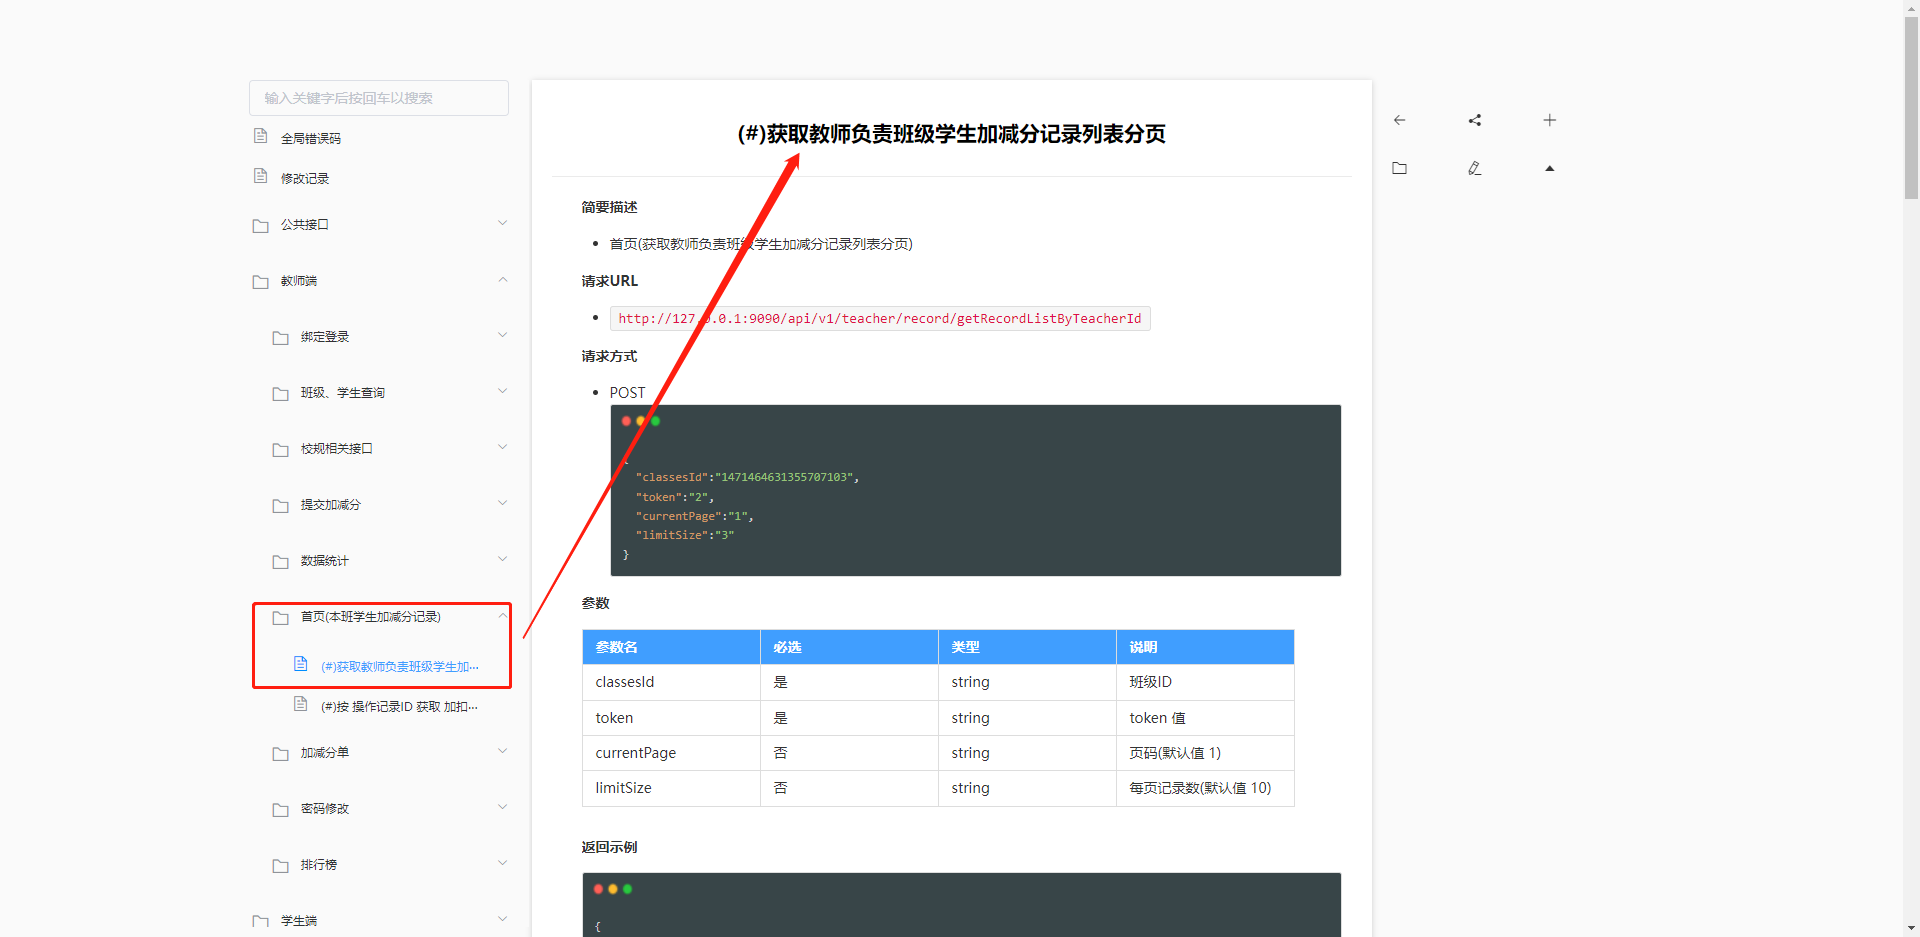 输入关键字后按回车以搜索
全局错误码
修改记录
公共接口
教师端
绑定登录
班级、学生查询
校规相关接口
提交加减分
数据统计
首页(本班学生加减分记录)
(#)获取教师负责班级学生加...
(#)按 操作记录ID 获取 加扣...
加减分单
密码修改
排行榜
学生端
(#)获取教师负责班级学生加减分记录列表分页
简要描述
首页(获取教师负责班级学生加减分记录列表分页)
请求URL
http://127.0.0.1:9090/api/v1/teacher/record/getRecordListByTeacherId
请求方式
POST
{
"classesId":"1471464631355707103",
"token":"2",
"currentPage":"1",
"limitSize":"3"
}
参数
参数名 必选 类型 说明
classesId 是 string 班级ID
token 是 string token 值
currentPage 否 string 页码(默认值 1)
limitSize 否 string 每页记录数(默认值 10)
返回示例
{